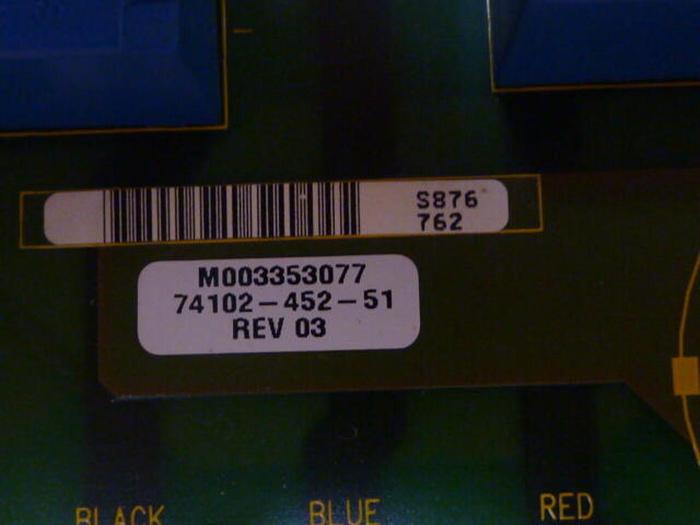 S876
762
M003353077
74102-452-51
REV 03
BLACK BLUE RED